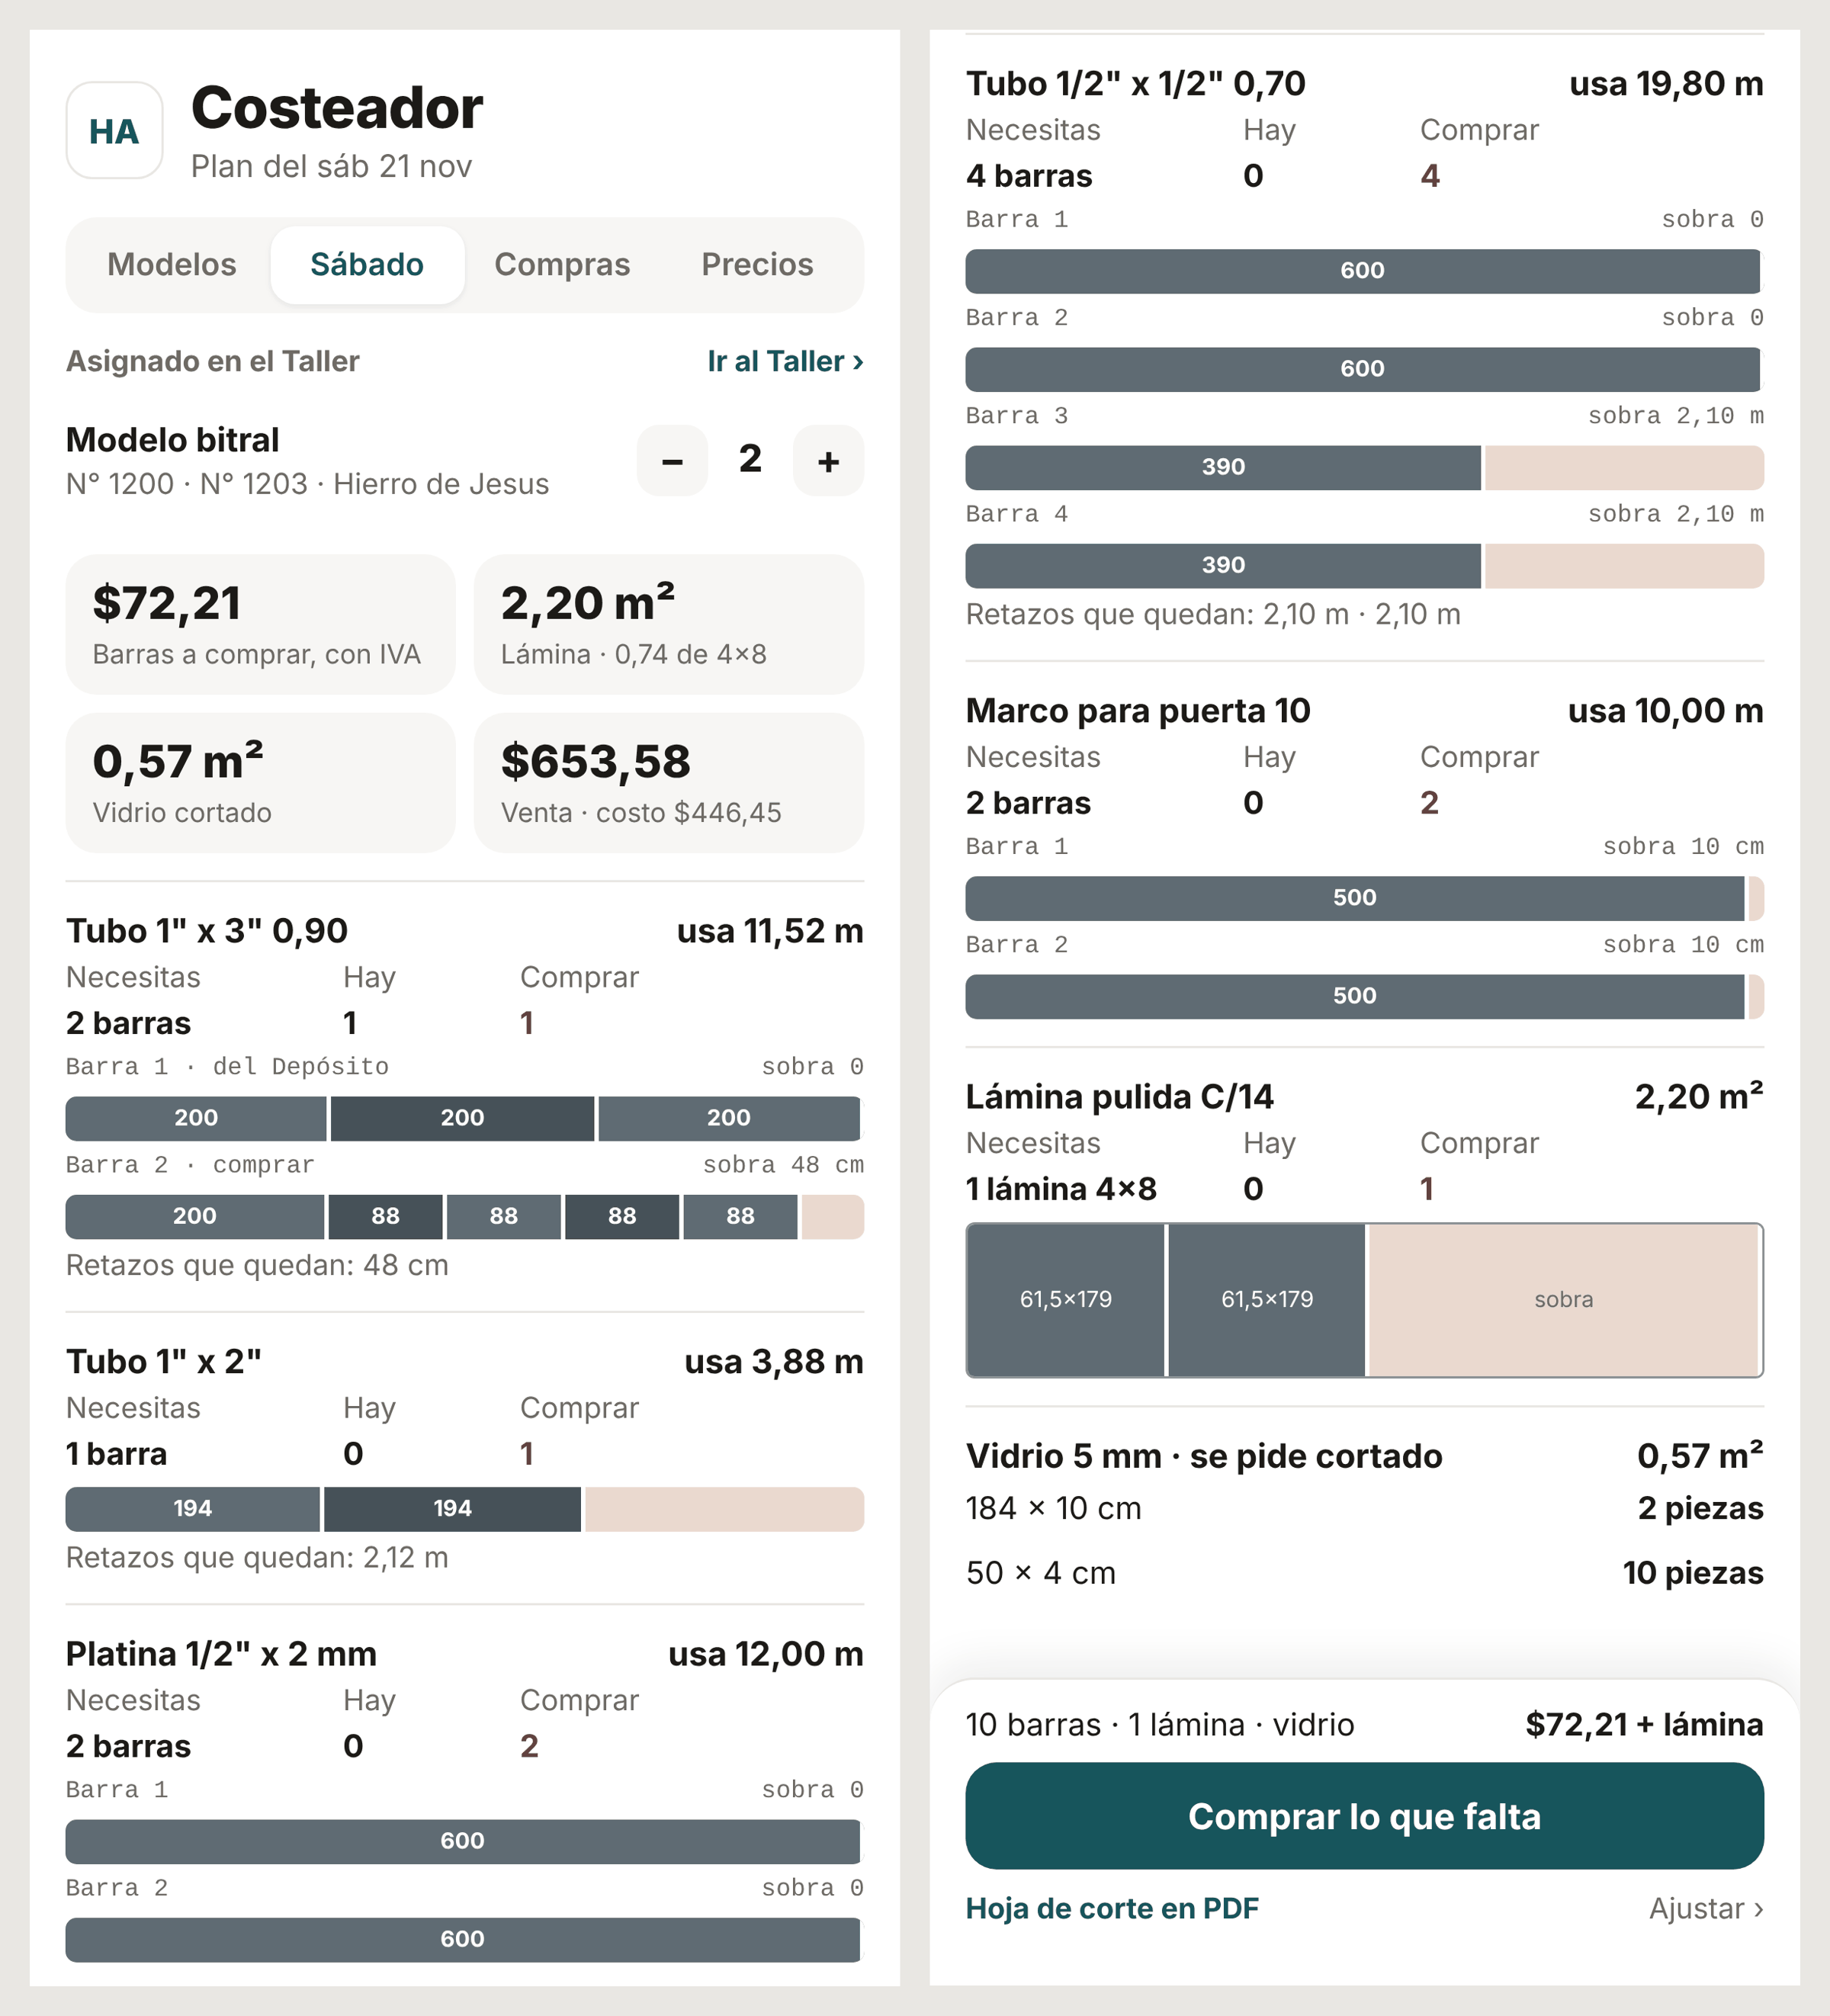 HA
Costeador
Plan del sáb 21 nov
Modelos Sábado Compras Precios
Asignado en el Taller Ir al Taller ›
Modelo bitral
N° 1200 · N° 1203 · Hierro de Jesus
− 2 +
$72,21
Barras a comprar, con IVA
2,20 m²
Lámina · 0,74 de 4×8
0,57 m²
Vidrio cortado
$653,58
Venta · costo $446,45
Tubo 1" x 3" 0,90 usa 11,52 m
Necesitas Hay Comprar
2 barras 1 1
Barra 1 · del Depósito sobra 0
200 200 200
Barra 2 · comprar sobra 48 cm
200 88 88 88 88
Retazos que quedan: 48 cm
Tubo 1" x 2" usa 3,88 m
Necesitas Hay Comprar
1 barra 0 1
194 194
Retazos que quedan: 2,12 m
Platina 1/2" x 2 mm usa 12,00 m
Necesitas Hay Comprar
2 barras 0 2
Barra 1 sobra 0
600
Barra 2 sobra 0
600
Tubo 1/2" x 1/2" 0,70 usa 19,80 m
Necesitas Hay Comprar
4 barras 0 4
Barra 1 sobra 0
600
Barra 2 sobra 0
600
Barra 3 sobra 2,10 m
390
Barra 4 sobra 2,10 m
390
Retazos que quedan: 2,10 m · 2,10 m
Marco para puerta 10 usa 10,00 m
Necesitas Hay Comprar
2 barras 0 2
Barra 1 sobra 10 cm
500
Barra 2 sobra 10 cm
500
Lámina pulida C/14 2,20 m²
Necesitas Hay Comprar
1 lámina 4×8 0 1
61,5×179 61,5×179 sobra
Vidrio 5 mm · se pide cortado 0,57 m²
184 × 10 cm 2 piezas
50 × 4 cm 10 piezas
10 barras · 1 lámina · vidrio $72,21 + lámina
Comprar lo que falta
Hoja de corte en PDF Ajustar ›